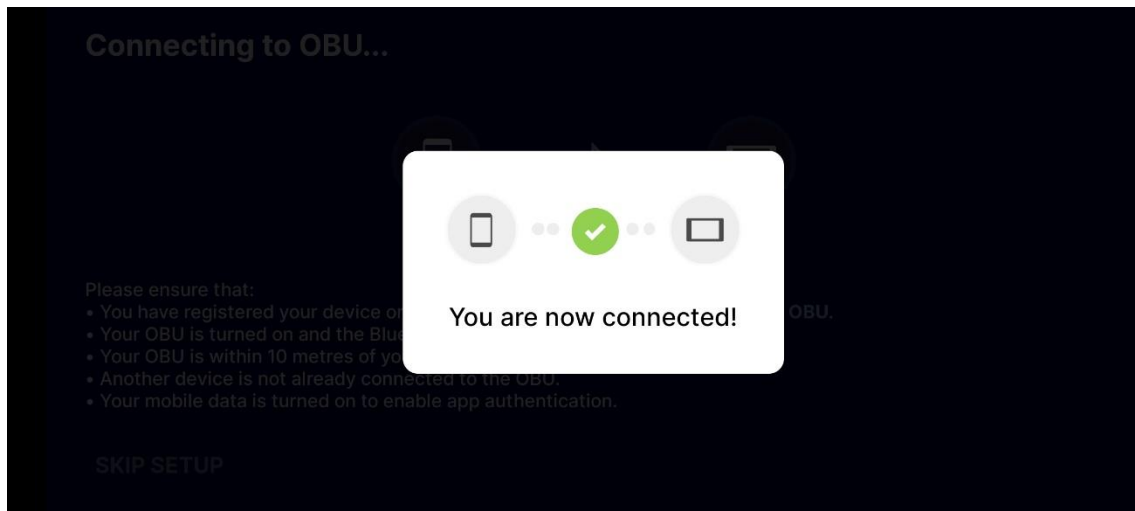 Connecting to OBU...
You are now connected!
Please ensure that:
• You have registered your device on OBU.
• Your OBU is turned on and the
• Your OBU is within 10 metres of
• Another device is not already connected to the OBU.
• Your mobile data is turned on to enable app authentication.
SKIP SETUP